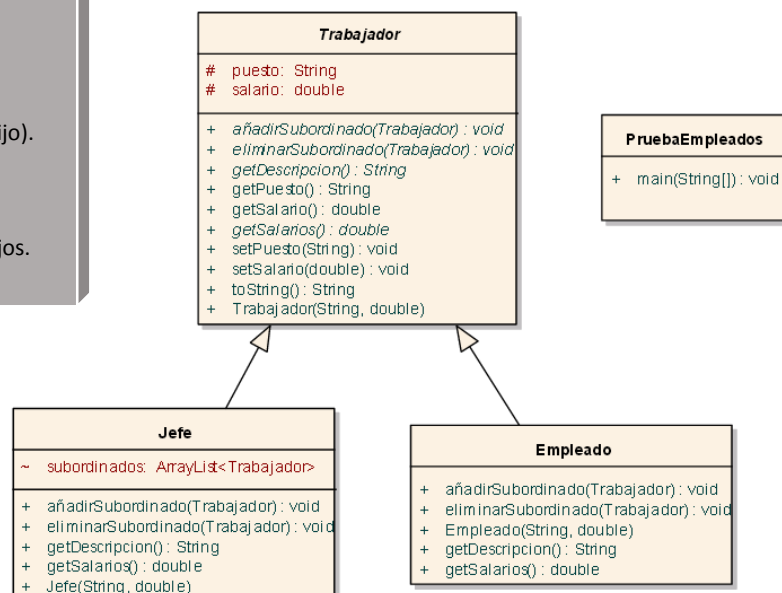 ijo).
jos.
Trabajador
# puesto: String
# salario: double
+ añadirSubordinado(Trabajador) : void
+ eliminarSubordinado(Trabajador) : void
+ getDescripcion() : String
+ getPuesto() : String
+ getSalario() : double
+ getSalarios() : double
+ setPuesto(String) : void
+ setSalario(double) : void
+ toString() : String
+ Trabajador(String, double)
PruebaEmpleados
+ main(String[]) : void
Jefe
~ subordinados: ArrayList<Trabajador>
+ añadirSubordinado(Trabajador) : void
+ eliminarSubordinado(Trabajador) : void
+ getDescripcion() : String
+ getSalarios() : double
+ Jefe(String, double)
Empleado
+ añadirSubordinado(Trabajador) : void
+ eliminarSubordinado(Trabajador) : void
+ Empleado(String, double)
+ getDescripcion() : String
+ getSalarios() : double